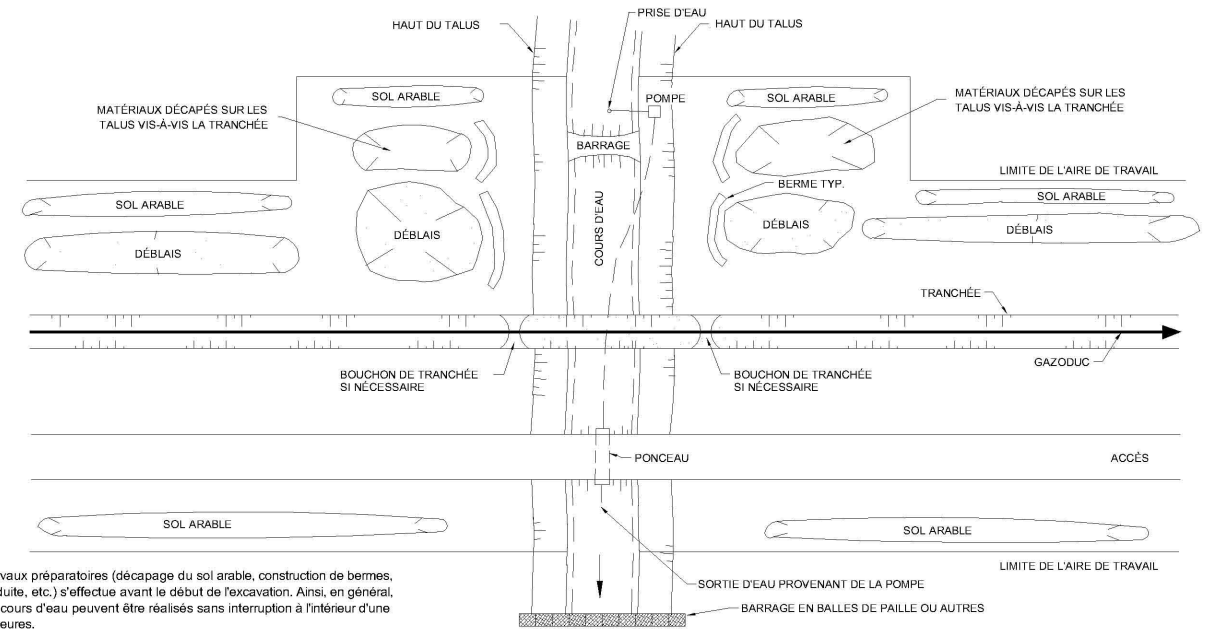 PRISE D'EAU
HAUT DU TALUS
HAUT DU TALUS
SOL ARABLE
POMPE
SOL ARABLE
MATÉRIAUX DÉCAPÉS SUR LES
TALUS VIS-À-VIS LA TRANCHÉE
MATÉRIAUX DÉCAPÉS SUR LES
TALUS VIS-À-VIS LA TRANCHÉE
BARRAGE
LIMITE DE L'AIRE DE TRAVAIL
BERME TYP.
SOL ARABLE
SOL ARABLE
COURS D'EAU
DÉBLAIS
DÉBLAIS
DÉBLAIS
DÉBLAIS
TRANCHÉE
GAZODUC
BOUCHON DE TRANCHÉE
SI NÉCESSAIRE
BOUCHON DE TRANCHÉE
SI NÉCESSAIRE
PONCEAU
ACCÈS
SOL ARABLE
SOL ARABLE
LIMITE DE L'AIRE DE TRAVAIL
vaux préparatoires (décapage du sol arable, construction de bermes,
duite, etc.) s'effectue avant le début de l'excavation. Ainsi, en général,
cours d'eau peuvent être réalisés sans interruption à l'intérieur d'une
eures.
SORTIE D'EAU PROVENANT DE LA POMPE
BARRAGE EN BALLES DE PAILLE OU AUTRES